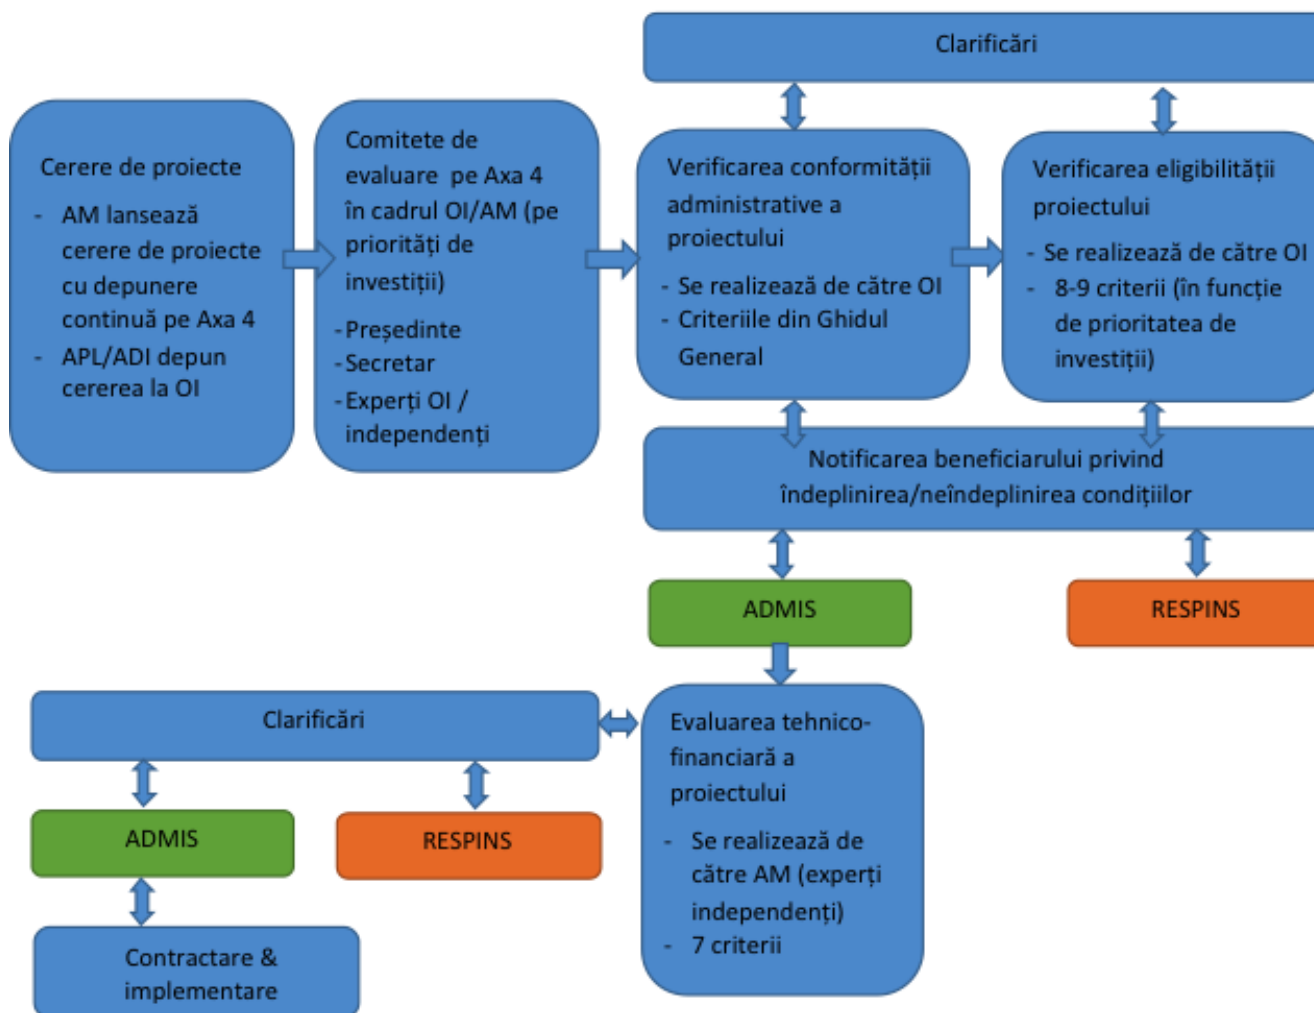 Clarificări
Cerere de proiecte
- AM lansează
cerere de proiecte
cu depunere
continuă pe Axa 4
- APL/ADI depun
cererea la OI
Comitete de
evaluare pe Axa 4
în cadrul OI/AM (pe
priorități de
investiții)
- Președinte
- Secretar
- Experți OI /
independenți
Verificarea conformității
administrative a
proiectului
- Se realizează de către OI
- Criteriile din Ghidul
General
Verificarea eligibilității
proiectului
- Se realizează de către OI
- 8-9 criterii (în funcție
de prioritatea de
investiții)
Notificarea beneficiarului privind
îndeplinirea/neîndeplinirea condițiilor
ADMIS
RESPINS
Evaluarea tehnico-
financiară a
proiectului
- Se realizează de
către AM (experți
independenți)
- 7 criterii
Clarificări
ADMIS
RESPINS
Contractare &
implementare